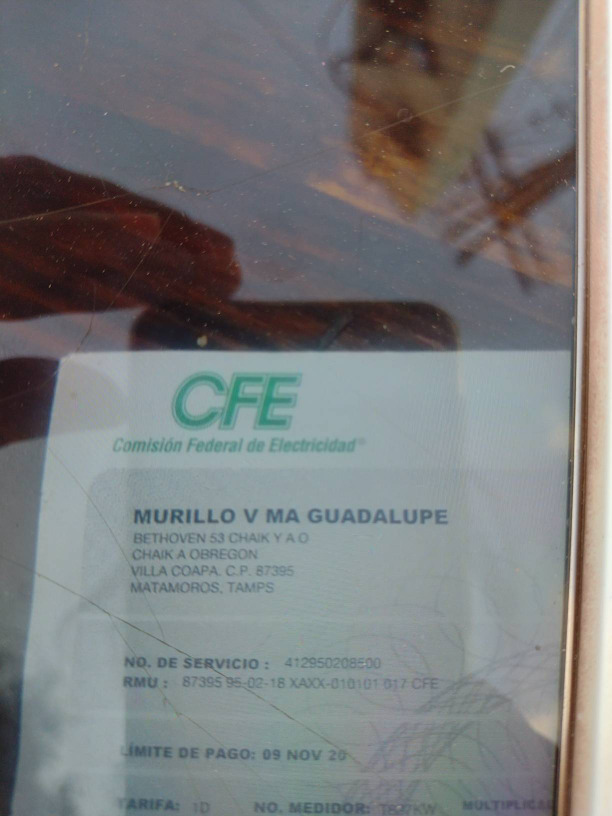 CFE
Comisión Federal de Electricidad
MURILLO V MA GUADALUPE
BETHOVEN 53 CHAIK Y A O
CHAIK A OBREGON
VILLA COAPA. C.P. 87395
MATAMOROS, TAMPS
NO. DE SERVICIO :
RMU : 87395 95-02-18 XAXX-010101 017 CFE
LÍMITE DE PAGO: 09 NOV 20
TARIFA: 1D NO. MEDIDOR: